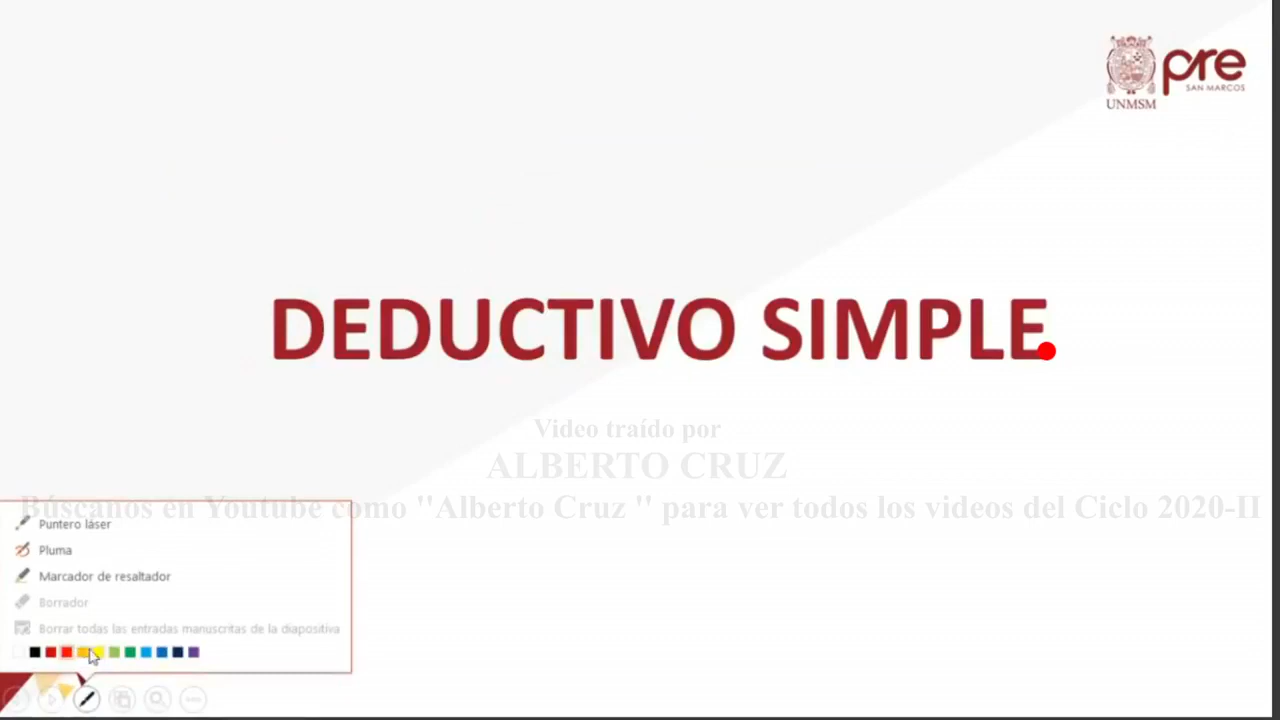 pre
SAN MARCOS
UNMSM
DEDUCTIVO SIMPLE
Video traído por
ALBERTO CRUZ
Búscanos en Youtube como "Alberto Cruz " para ver todos los videos del Ciclo 2020-II
Puntero láser
Pluma
Marcador de resaltador
Borrador
Borrar todas las entradas manuscritas de la diapositiva